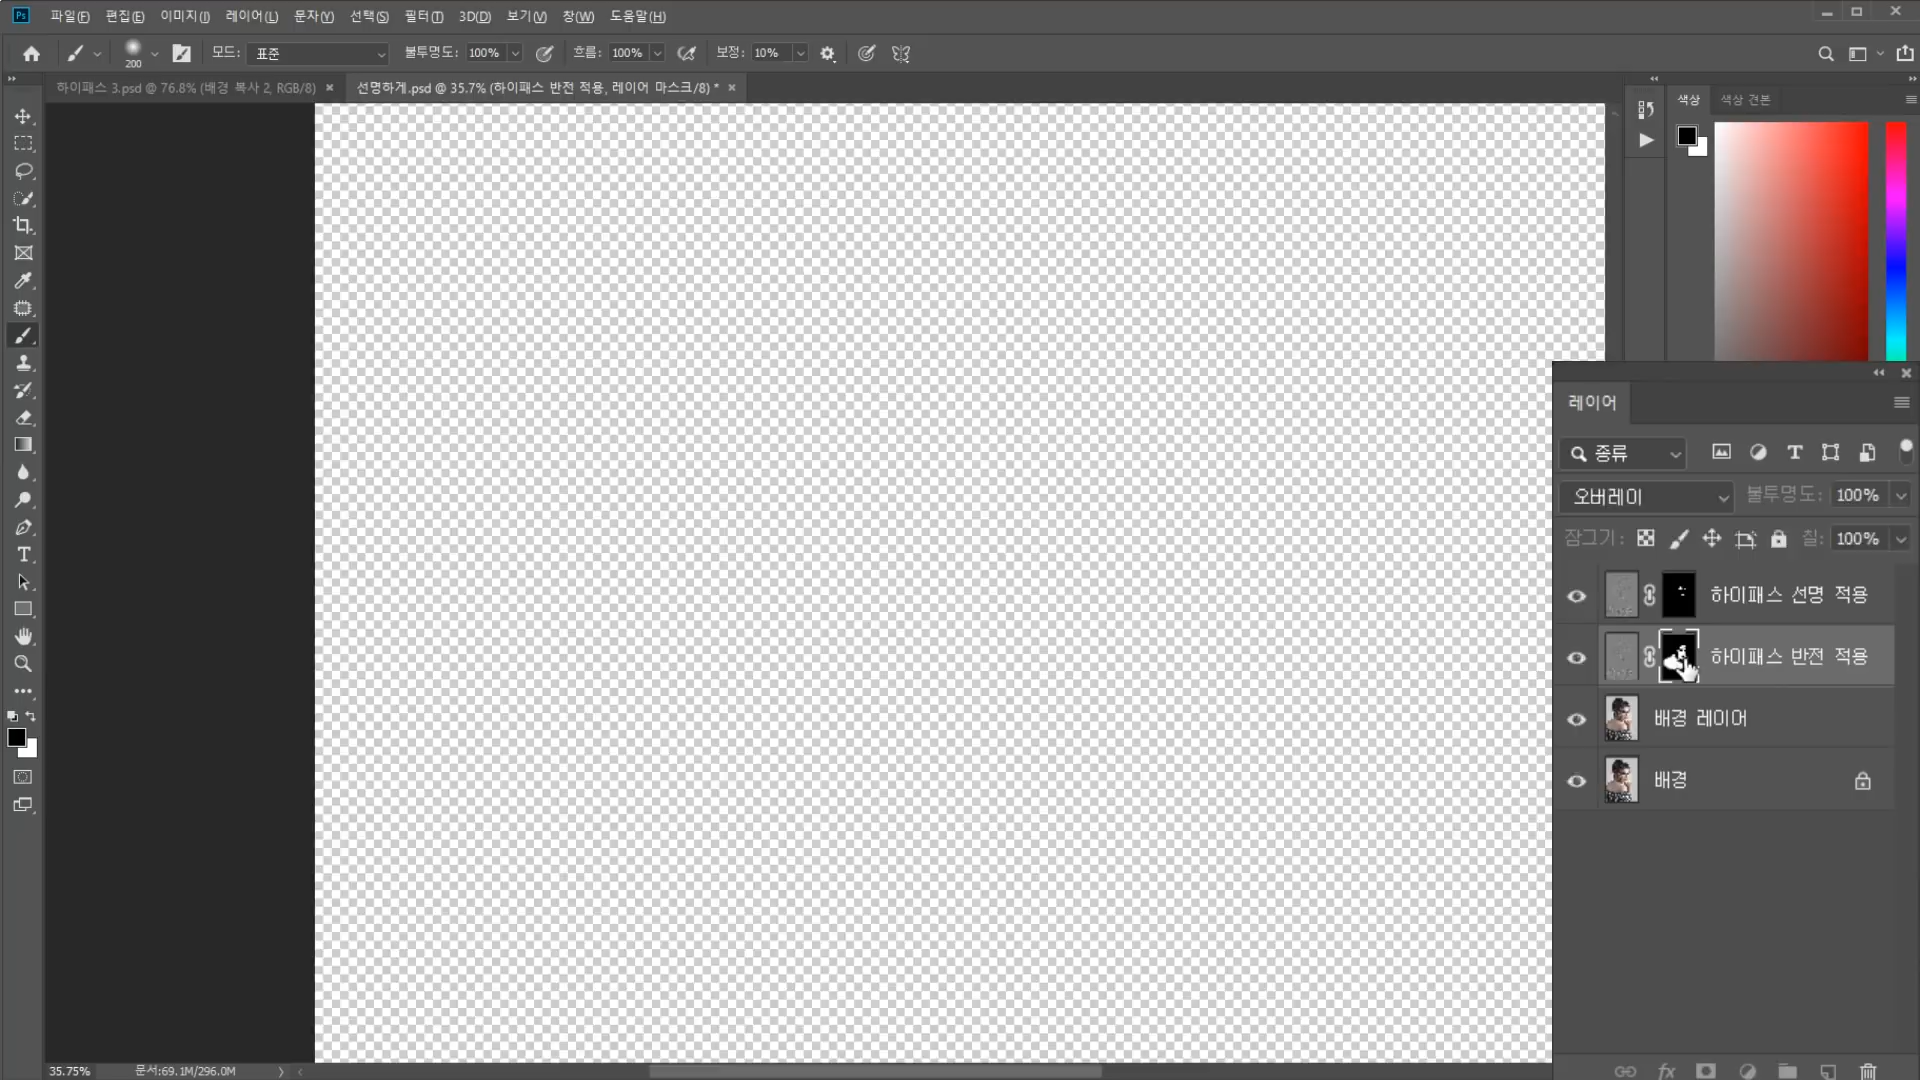 Ps 파일(F) 편집(E) 이미지(I) 레이어(L) 문자(Y) 선택(S) 필터(T) 3D(D) 보기(V) 창(W) 도움말(H)
200 모드: 표준 불투명도: 100% 흐름: 100% 보정: 10%
하이패스 3.psd @ 76.8% (배경 복사 2, RGB/8) × 선명하게.psd @ 35.7% (하이패스 반전 적용, 레이어 마스크/8) * ×
색상 색상 견본
레이어
종류
오버레이 불투명도: 100%
잠그기: 칠: 100%
하이패스 선명 적용
하이패스 반전 적용
배경 레이어
배경
35.75% 문서:69.1M/296.0M